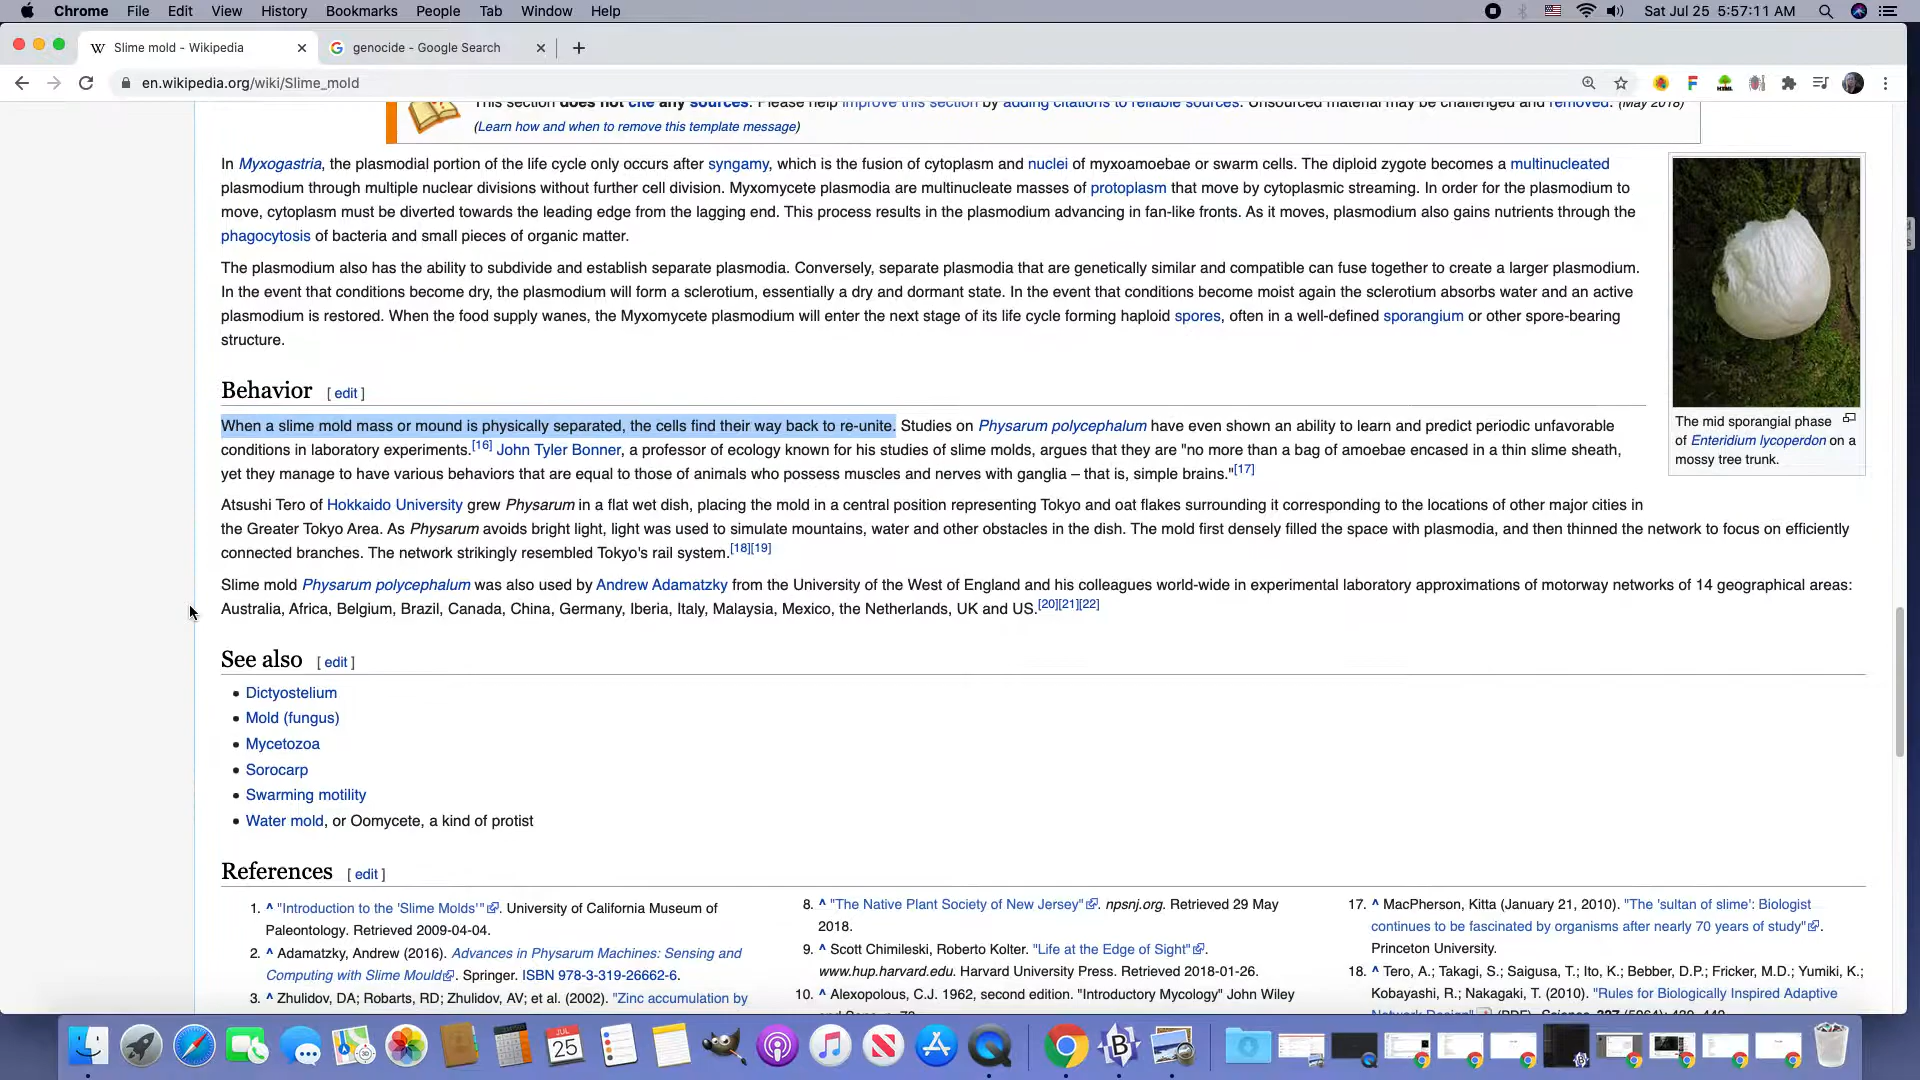 Chrome File Edit View History Bookmarks People Tab Window Help Sat Jul 25 5:57:11 AM
W Slime mold - Wikipedia genocide - Google Search
en.wikipedia.org/wiki/Slime_mold
This section does not cite any sources. Please help improve this section by adding citations to reliable sources. Unsourced material may be challenged and removed. (May 2018)
(Learn how and when to remove this template message)
In Myxogastria, the plasmodial portion of the life cycle only occurs after syngamy, which is the fusion of cytoplasm and nuclei of myxoamoebae or swarm cells. The diploid zygote becomes a multinucleated
plasmodium through multiple nuclear divisions without further cell division. Myxomycete plasmodia are multinucleate masses of protoplasm that move by cytoplasmic streaming. In order for the plasmodium to
move, cytoplasm must be diverted towards the leading edge from the lagging end. This process results in the plasmodium advancing in fan-like fronts. As it moves, plasmodium also gains nutrients through the
phagocytosis of bacteria and small pieces of organic matter.
The plasmodium also has the ability to subdivide and establish separate plasmodia. Conversely, separate plasmodia that are genetically similar and compatible can fuse together to create a larger plasmodium.
In the event that conditions become dry, the plasmodium will form a sclerotium, essentially a dry and dormant state. In the event that conditions become moist again the sclerotium absorbs water and an active
plasmodium is restored. When the food supply wanes, the Myxomycete plasmodium will enter the next stage of its life cycle forming haploid spores, often in a well-defined sporangium or other spore-bearing
structure.
The mid sporangial phase
of Enteridium lycoperdon on a
mossy tree trunk.
Behavior [ edit ]
When a slime mold mass or mound is physically separated, the cells find their way back to re-unite. Studies on Physarum polycephalum have even shown an ability to learn and predict periodic unfavorable
conditions in laboratory experiments.[16] John Tyler Bonner, a professor of ecology known for his studies of slime molds, argues that they are "no more than a bag of amoebae encased in a thin slime sheath,
yet they manage to have various behaviors that are equal to those of animals who possess muscles and nerves with ganglia – that is, simple brains."[17]
Atsushi Tero of Hokkaido University grew Physarum in a flat wet dish, placing the mold in a central position representing Tokyo and oat flakes surrounding it corresponding to the locations of other major cities in
the Greater Tokyo Area. As Physarum avoids bright light, light was used to simulate mountains, water and other obstacles in the dish. The mold first densely filled the space with plasmodia, and then thinned the network to focus on efficiently
connected branches. The network strikingly resembled Tokyo's rail system.[18][19]
Slime mold Physarum polycephalum was also used by Andrew Adamatzky from the University of the West of England and his colleagues world-wide in experimental laboratory approximations of motorway networks of 14 geographical areas:
Australia, Africa, Belgium, Brazil, Canada, China, Germany, Iberia, Italy, Malaysia, Mexico, the Netherlands, UK and US.[20][21][22]
See also [ edit ]
• Dictyostelium
• Mold (fungus)
• Mycetozoa
• Sorocarp
• Swarming motility
• Water mold, or Oomycete, a kind of protist
References [ edit ]
1. ^ "Introduction to the 'Slime Molds'". University of California Museum of
Paleontology. Retrieved 2009-04-04.
2. ^ Adamatzky, Andrew (2016). Advances in Physarum Machines: Sensing and
Computing with Slime Mould. Springer. ISBN 978-3-319-26662-6.
3. ^ Zhulidov, DA; Robarts, RD; Zhulidov, AV; et al. (2002). "Zinc accumulation by
8. ^ "The Native Plant Society of New Jersey". npsnj.org. Retrieved 29 May
2018.
9. ^ Scott Chimileski, Roberto Kolter. "Life at the Edge of Sight".
www.hup.harvard.edu. Harvard University Press. Retrieved 2018-01-26.
10. ^ Alexopolous, C.J. 1962, second edition. "Introductory Mycology" John Wiley
17. ^ MacPherson, Kitta (January 21, 2010). "The 'sultan of slime': Biologist
continues to be fascinated by organisms after nearly 70 years of study".
Princeton University.
18. ^ Tero, A.; Takagi, S.; Saigusa, T.; Ito, K.; Bebber, D.P.; Fricker, M.D.; Yumiki, K.;
Kobayashi, R.; Nakagaki, T. (2010). "Rules for Biologically Inspired Adaptive
JUL
25